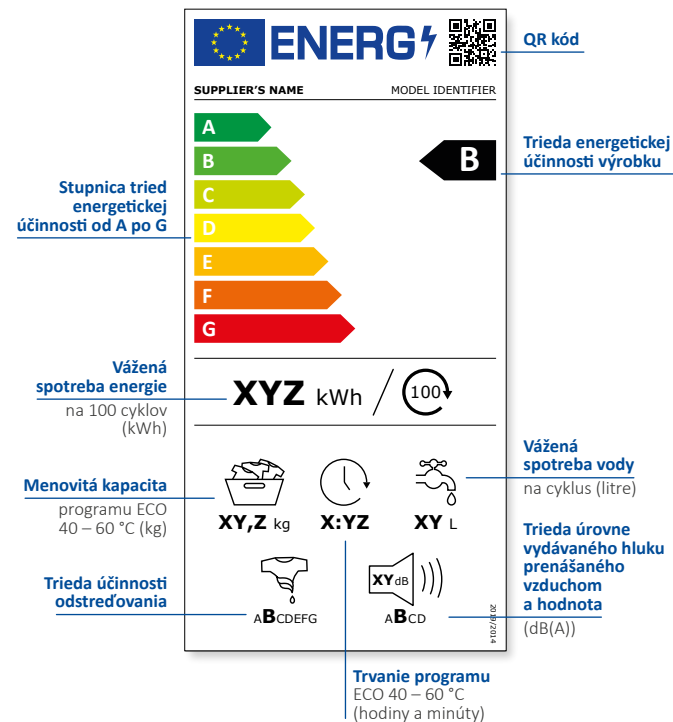 ENERG
QR kód
SUPPLIER'S NAME MODEL IDENTIFIER
A
B
C
D
E
F
G
B
Trieda energetickej
účinnosti výrobku
Stupnica tried
energetickej
účinnosti od A po G
Vážená
spotreba energie
na 100 cyklov
(kWh)
XYZ kWh / 100
Menovitá kapacita
programu ECO
40 – 60 °C (kg)
XY,Z kg
X:YZ
XY L
Vážená
spotreba vody
na cyklus (litre)
Trieda účinnosti
odstreďovania
ABCDEFG
XY dB
ABCD
Trieda úrovne
vydávaného hluku
prenášaného
vzduchom
a hodnota
(dB(A))
2019/2014
Trvanie programu
ECO 40 – 60 °C
(hodiny a minúty)